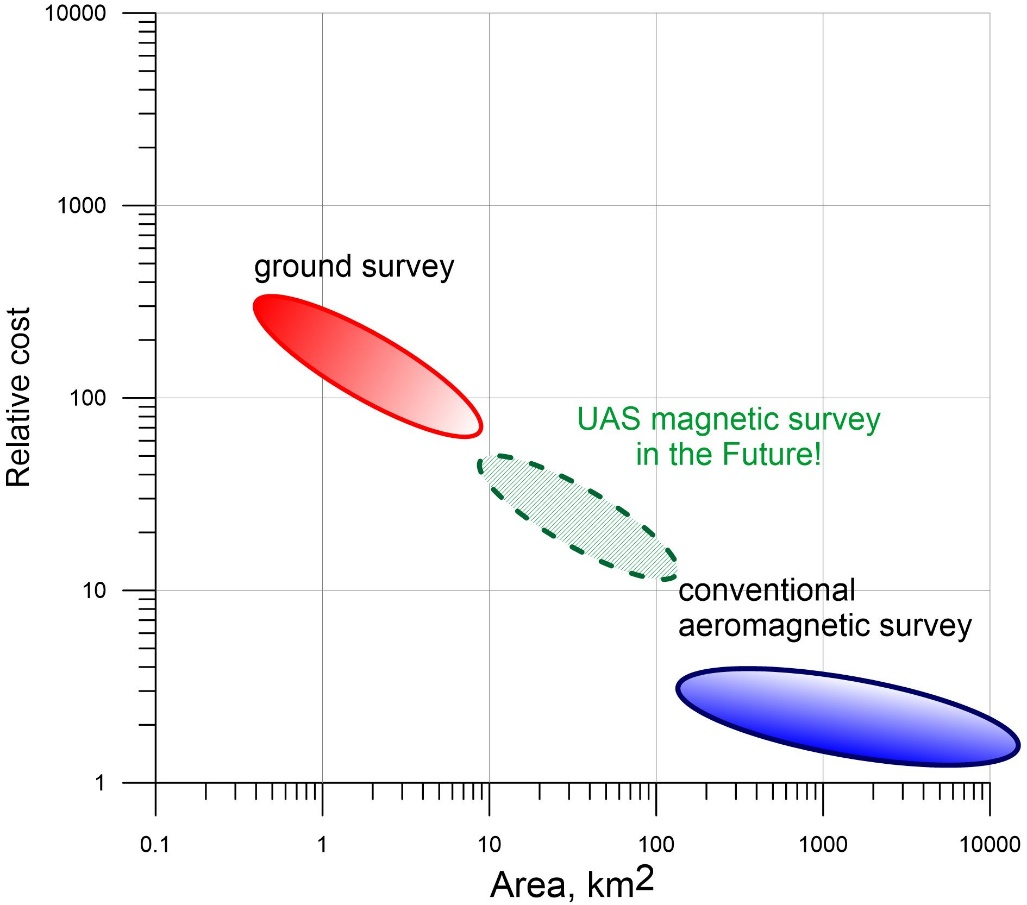 10000
1000
100
10
1
Relative cost
ground survey
UAS magnetic survey
in the Future!
conventional
aeromagnetic survey
0.1
1
10
100
1000
10000
Area, km2